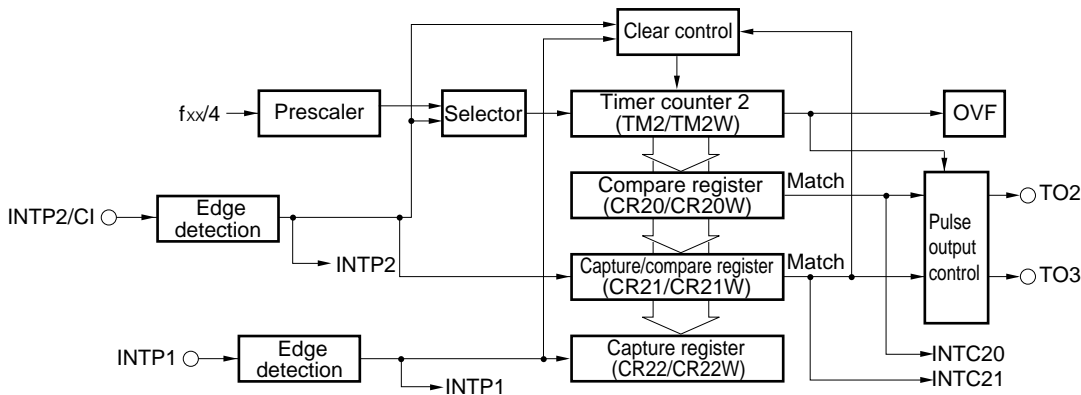 Clear control
fxx/4
Prescaler
Selector
Timer counter 2
(TM2/TM2W)
OVF
Compare register
(CR20/CR20W)
Match
INTP2/CI
Edge
detection
INTP2
Capture/compare register
(CR21/CR21W)
Match
Pulse
output
control
TO2
TO3
INTP1
Edge
detection
INTP1
Capture register
(CR22/CR22W)
INTC20
INTC21